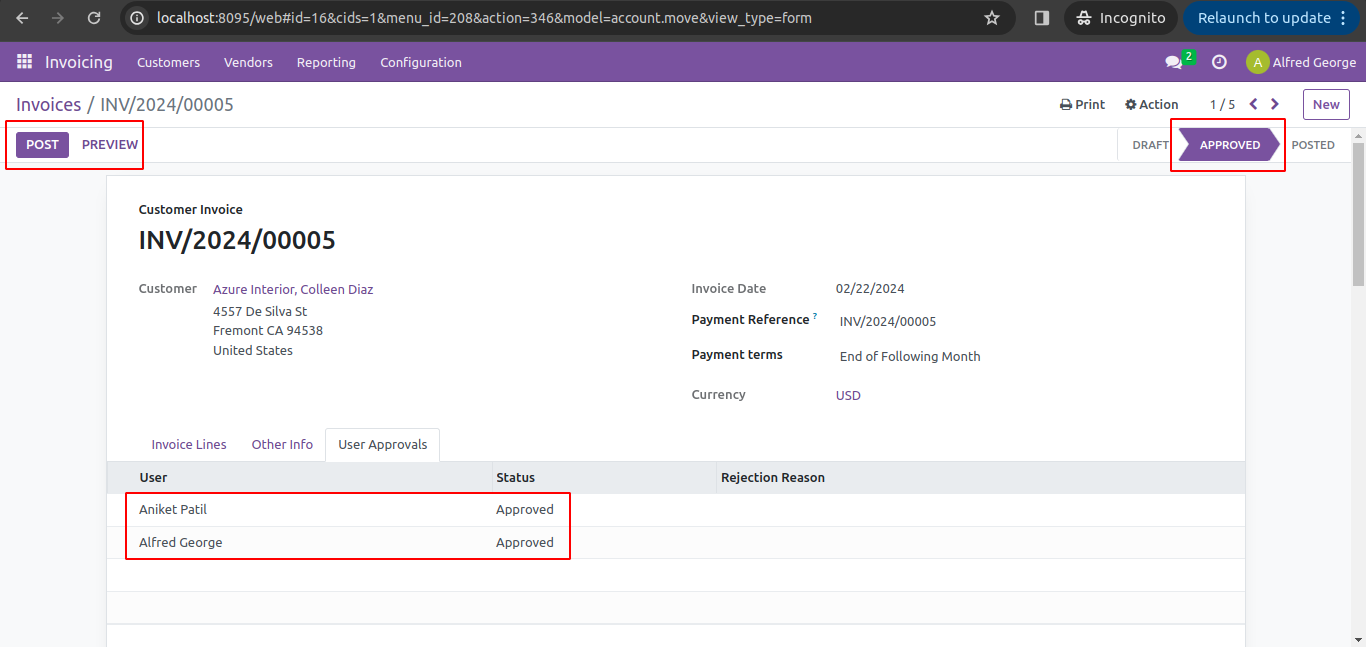 localhost:8095/web#id=16&cids=1&menu_id=208&action=346&model=account.move&view_type=form Incognito Relaunch to update
Invoicing Customers Vendors Reporting Configuration 2 A Alfred George
Invoices / INV/2024/00005 Print Action 1 / 5 New
POST PREVIEW DRAFT APPROVED POSTED
Customer Invoice
INV/2024/00005
Customer Azure Interior, Colleen Diaz
4557 De Silva St
Fremont CA 94538
United States
Invoice Date 02/22/2024
Payment Reference ? INV/2024/00005
Payment terms End of Following Month
Currency USD
Invoice Lines Other Info User Approvals
User Status Rejection Reason
Aniket Patil Approved
Alfred George Approved